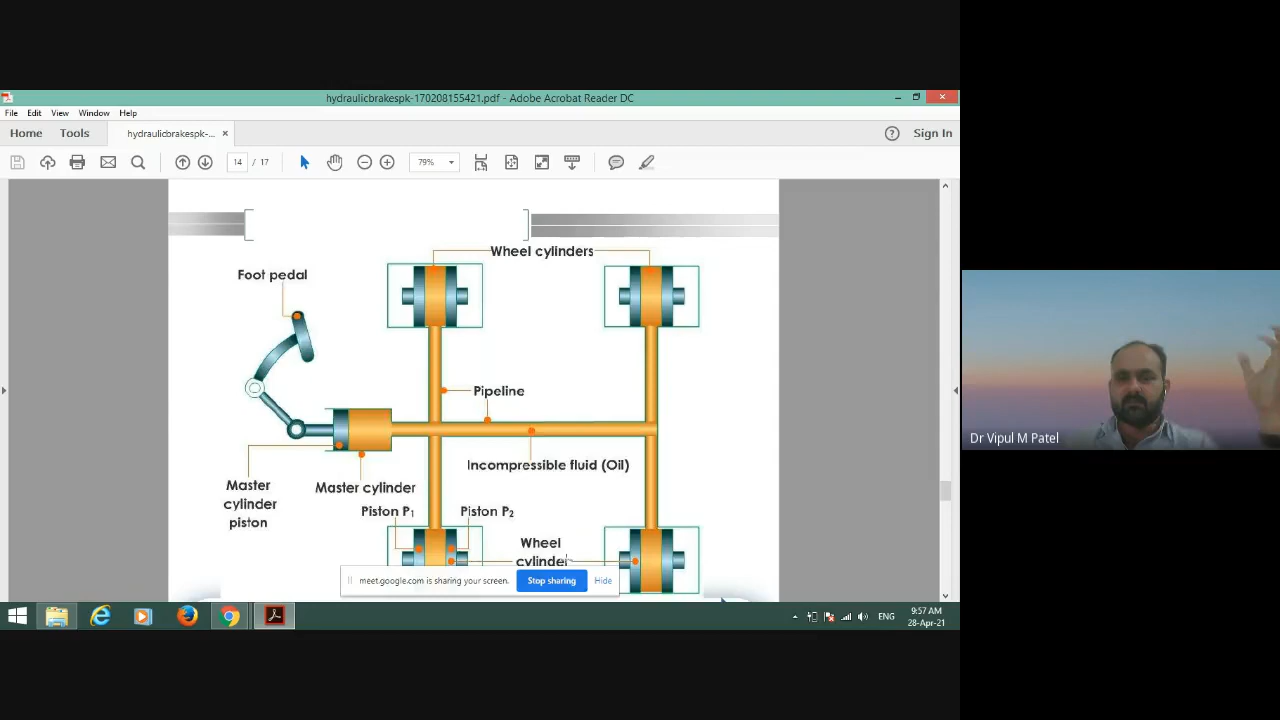 hydraulicbrakespk-170208155421.pdf - Adobe Acrobat Reader DC
File Edit View Window Help
Home Tools hydraulicbrakespk-... × Sign In
14 / 17 79%
Wheel cylinders
Foot pedal
Pipeline
Incompressible fluid (Oil)
Master cylinder piston
Master cylinder
Piston P1
Piston P2
Wheel
cylinder
meet.google.com is sharing your screen. Stop sharing Hide
ENG
9:57 AM
28-Apr-21
Dr Vipul M Patel